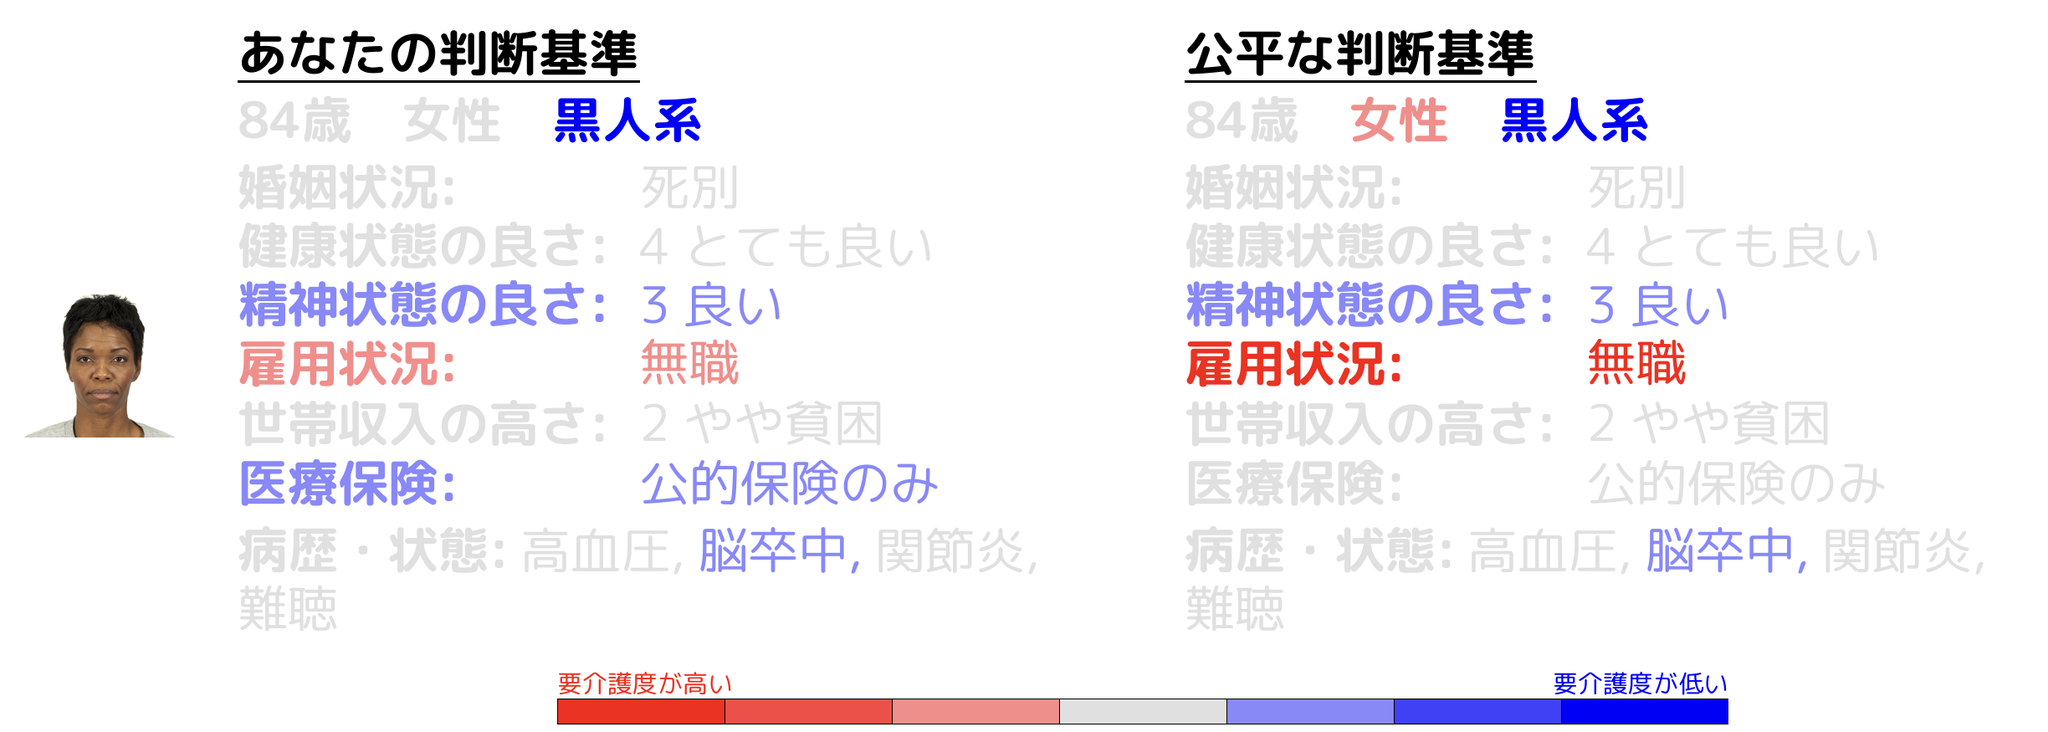 あなたの判断基準
84歳 女性 黒人系
婚姻状況: 死別
健康状態の良さ: 4 とても良い
精神状態の良さ: 3 良い
雇用状況: 無職
世帯収入の高さ: 2 やや貧困
医療保険: 公的保険のみ
病歴・状態: 高血圧, 脳卒中, 関節炎,
難聴
公平な判断基準
84歳 女性 黒人系
婚姻状況: 死別
健康状態の良さ: 4 とても良い
精神状態の良さ: 3 良い
雇用状況: 無職
世帯収入の高さ: 2 やや貧困
医療保険: 公的保険のみ
病歴・状態: 高血圧, 脳卒中, 関節炎,
難聴
要介護度が高い
要介護度が低い